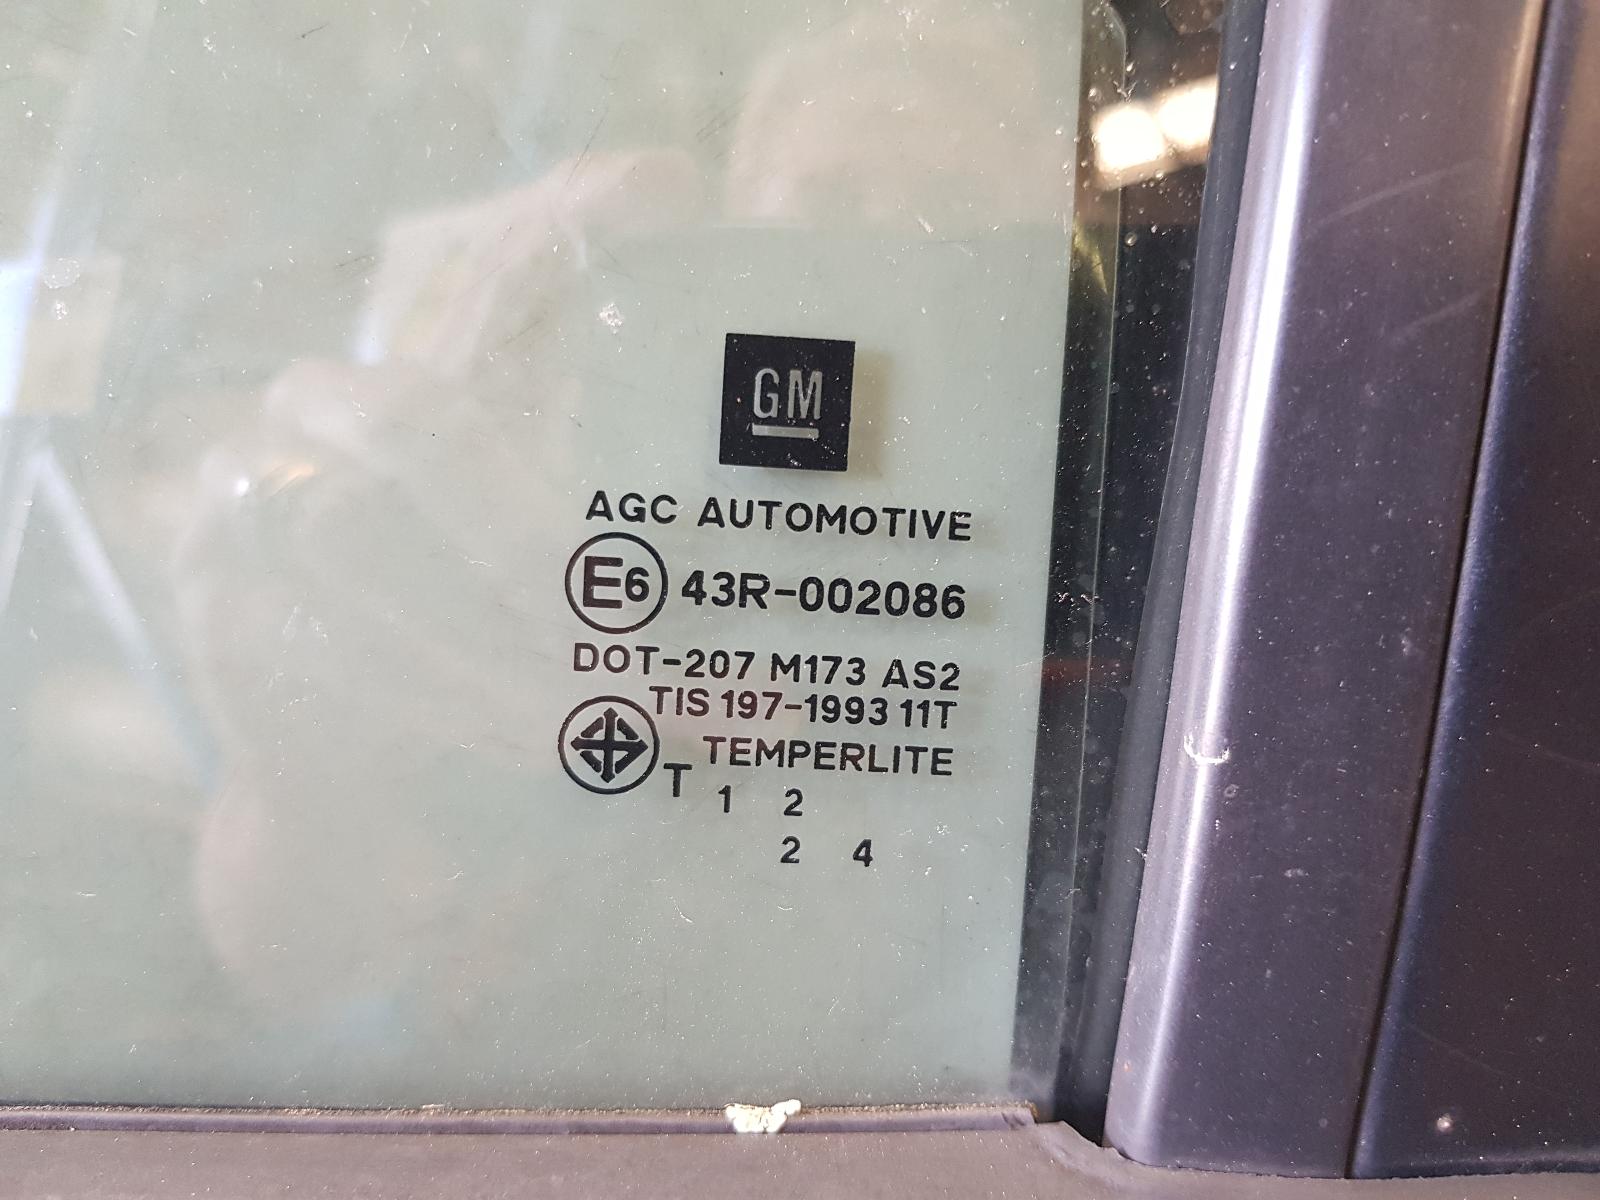 GM
AGC AUTOMOTIVE
E6 43R-002086
DOT-207 M173 AS2
TIS 197-1993 11T
TEMPERLITE
T 1 2
2 4